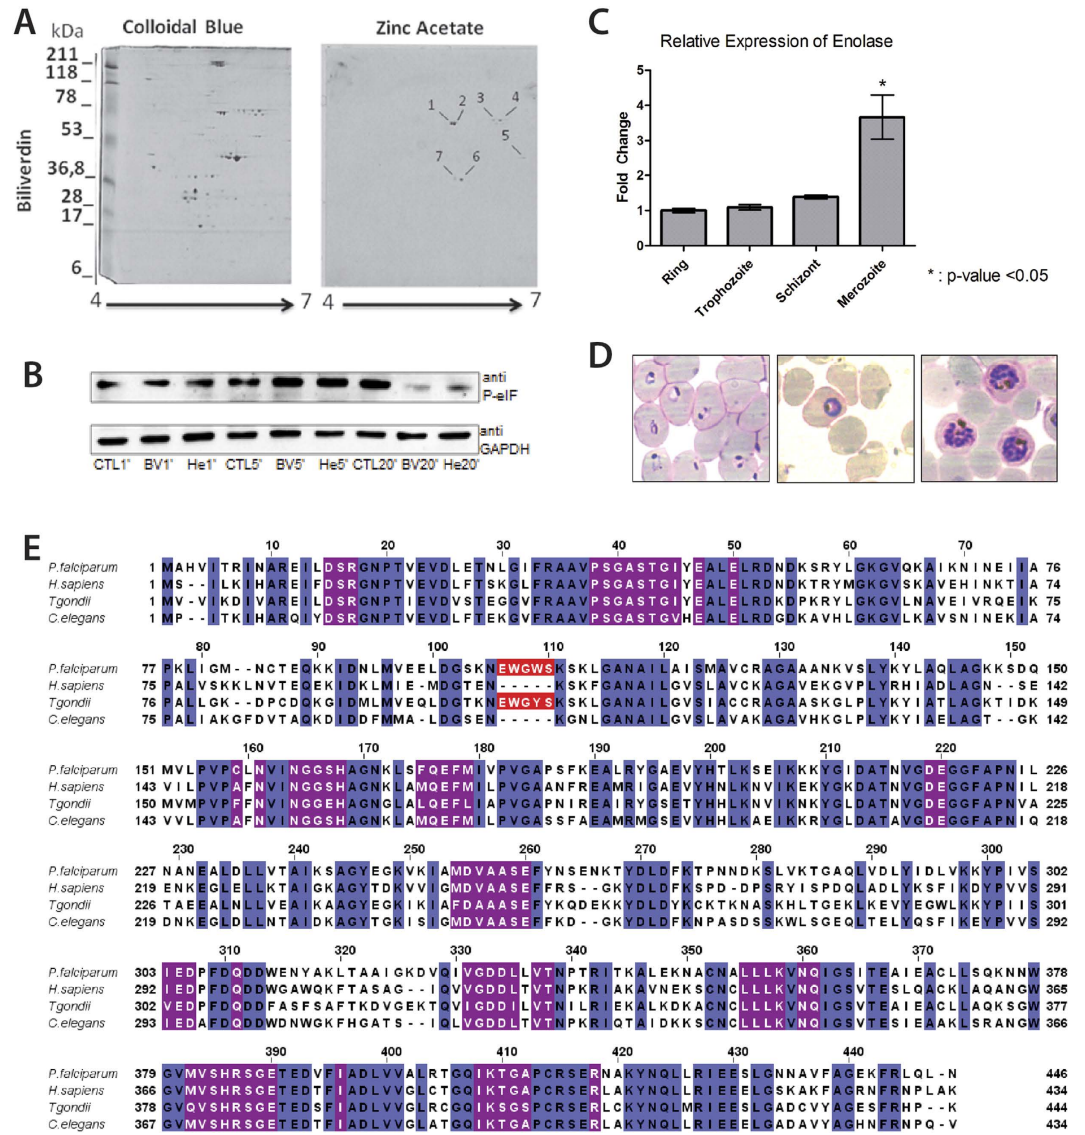 A
kDa
Colloidal Blue
Zinc Acetate
211
118
78
53
36,8
28
17
6
Biliverdin
1 2 3 4
5
7 6
4 7
4 7
C
Relative Expression of Enolase
Fold Change
5
4
3
2
1
0
*
Ring
Trophozoite
Schizont
Merozoite
* : p-value <0.05
B
anti
P-eIF
anti
GAPDH
CTL1° BV1° He1° CTL5° BV5° He5° CTL20° BV20° He20°
D
E
10 20 30 40 50 60 70
P.falciparum 1 MAHVITRINAREILDSRGNPTVEVDLETNLGIFRAAVPSGASTGIYEALELRDNDKSRYLGKGVQKAIKNINEIIA 76
H.sapiens 1 MS--ILKIHAREIFDSRGNPTVEVDLFTSKGLFRAAVPSGASTGIYEALELRDNDKTRYMGKGVSKAVEHINKTIA 74
Tgondii 1 MV-VIKDIVAREILDSRGNPTIEVDVSTEGGVFRAAVPSGASTGIYEALELRDKDPKRYLGKGVLNAVEIVRQEIK 75
C.elegans 1 MP--ITKIHARQIYDSRGNPTVEVDLFTEKGVFRAAVPSGASTGVHEALELRDGDKAVHLGKGVLKAVSNINEKIA 74
80 90 100 110 120 130 140 150
P.falciparum 77 PKLIGM--NCTEQKKIDNLMVEELDGSKNEWGWSKSKLGANAILAISMAVCRAGAAANKVSLYKYLAQLAGKKSDQ 150
H.sapiens 75 PALVSKKLNVTEQEKIDKLMIE-MDGTEN-----KSKFGANAILGVSLAVCKAGAVEKGVPLYRHIADLAGN--SE 142
Tgondii 76 PALLGK--DPCDQKGIDMLMVEQLDGTKNEWGYSKSKLGANAILGVSIACCRAGAASKGLPLYKYIATLAGKTIDK 149
C.elegans 75 PALIAKGFDVTAQKDIDDFMMA-LDGSEN-----KGNLGANAILGVSLAVAKAGAVHKGLPLYKYIAELAGT--GK 142
160 170 180 190 200 210 220
P.falciparum 151 MVLPVPCLNVINGGSHAGNKLSFQEFMIVPVGAPSFKEALRYGAEVYHTLKSEIKKKYGIDATNVGDEGGFAPNIL 226
H.sapiens 143 VILPVPAFNVINGGSHAGNKLAMQEFMILPVGAANFREAMRIGAEVYHNLKNVIKEKYGKDATNVGDEGGFAPNIL 218
Tgondii 150 MVMPVPFFNVINGGEHAGNGLALQEFLIAPVGAPNIREAIRYGSETYHHLKNVIKNKYGLDATNVGDEGGFAPNVA 225
C.elegans 143 VVLPVPAFNVINGGSHAGNKLAMQEFMILPVGASSFAEAMRMGSEVYHHLKAEIKKRYGLDATAVGDEGGFAPNIQ 218
230 240 250 260 270 280 290 300
P.falciparum 227 NANEALDLLVTAIKSAGYEGKVKIAMDVAASEFYNSENKTYDLDFKTPNNDKSLVKTGAQLVDLYIDLVKKYPIVS 302
H.sapiens 219 ENKEGLELLKTAIGKAGYTDKVVIGMDVAASEFFRS--GKYDLDFKSPD-DPSRYISPDQLADLYKSFIKDYPVVS 291
Tgondii 226 TAEEALNLLVEAIKAAGYEGKIKIAFDVAASEFYKQDEKKYDLDYKCKTKNASKHLTGEKLKEVYEGWLKKYPIIS 301
C.elegans 219 DNKEGLDLLNTAIDKAGYTGKISIGMDVAASEFFKD--GKYDLDFKNPASDSSKWLSGEQLTELYQSFIKEYPVVS 292
310 320 330 340 350 360 370
P.falciparum 303 IEDPFDQDDWENYAKLTAAIGKDVQIVGDDLLVTNPTRITKALEKNACNALLLKVNQIGSITEAIEACLLSQKNNW 378
H.sapiens 292 IEDPFDQDDWGAWQKFTASAG--IQVVGDDLTVTNPKRIAKAVNEKSCNCLLLKVNQIGSVTESLQACKLAQANGW 365
Tgondii 302 VEDPFDQDDFASFSAFTKDVGEKTQVIGDDILVTNILRIEKALKDKACNCLLLKVNQIGSVTEAIEACLLAQKSGW 377
C.elegans 293 IEDAFDQDDWDNWGKFHGATS--IQLVGDDLTVTNPKRIQTAIDKKSCNCLLLKVNQIGSVTESIEAAKLSRANGW 366
390 400 410 420 430 440
P.falciparum 379 GVMVSHRSGETEDVFIADLVVALRTGQIKTGAPCRSERNAKYNQLLRIEESLGNNAVFAGEKFRLQL-N 446
H.sapiens 366 GVMVSHRSGETEDTFIADLVVGLCTGQIKTGAPCRSERLAKYNQLLRIEEELGSKAKFAGRNFRNPLAK 434
Tgondii 378 GVQVSHRSGETEDSFIADLVVGLRCGQIKSGSPCRSERLCKYNQLMRIEESLGADCVYAGESFRHP--K 444
C.elegans 367 GVMVSHRSGETEDTFIADLVVGLATGQIKTGAPCRSERLAKYNQLLRIEEELGADAVYAGHNFRNPQ-V 434